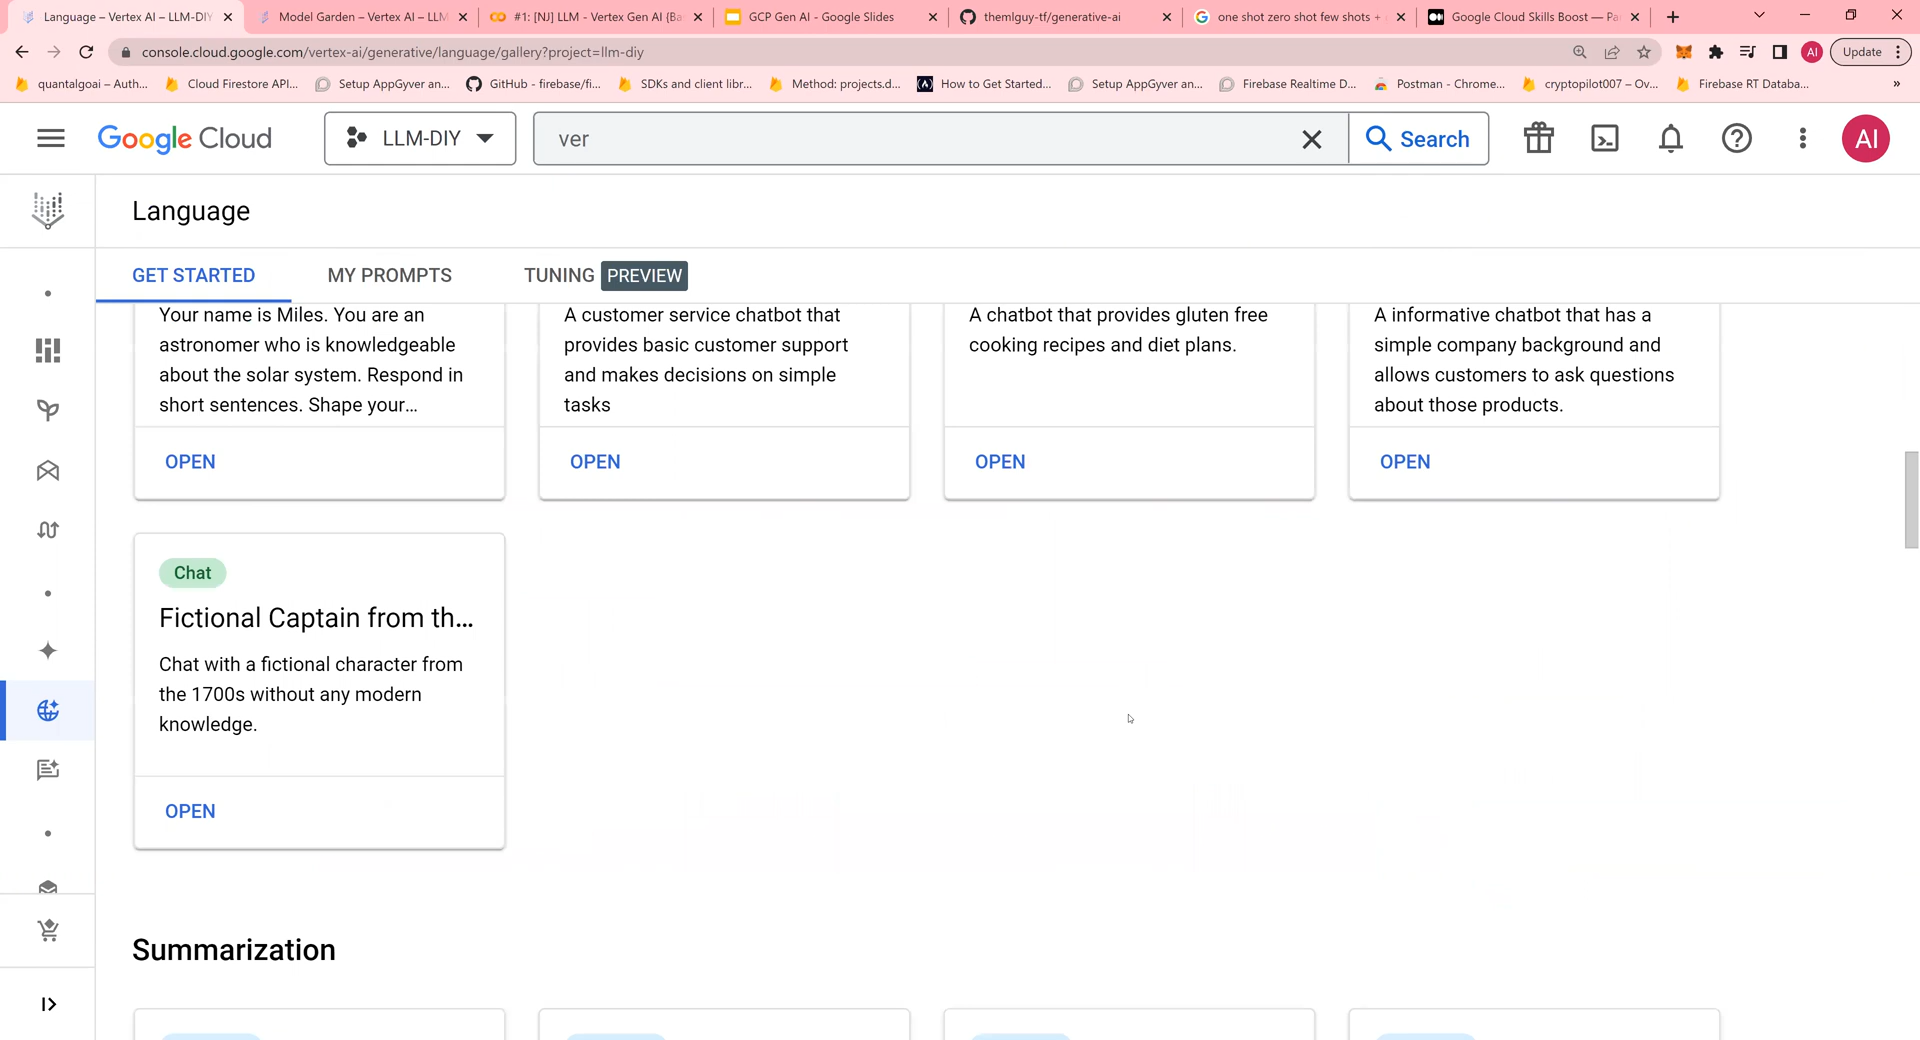 Language – Vertex AI – LLM-DIY
Model Garden – Vertex AI – LLM
#1: [NJ] LLM - Vertex Gen AI {Ba
GCP Gen AI - Google Slides
themlguy-tf/generative-ai
one shot zero shot few shots +
Google Cloud Skills Boost — Pa
console.cloud.google.com/vertex-ai/generative/language/gallery?project=llm-diy
AI
Update
quantalgoai – Auth...
Cloud Firestore API...
Setup AppGyver an...
GitHub - firebase/fi...
SDKs and client libr...
Method: projects.d...
How to Get Started...
Setup AppGyver an...
Firebase Realtime D...
Postman - Chrome...
cryptopilot007 – Ov...
Firebase RT Databa...
»
Google Cloud
LLM-DIY
ver
Search
AI
Language
GET STARTED
MY PROMPTS
TUNING PREVIEW
Your name is Miles. You are an
astronomer who is knowledgeable
about the solar system. Respond in
short sentences. Shape your...
OPEN
A customer service chatbot that
provides basic customer support
and makes decisions on simple
tasks
OPEN
A chatbot that provides gluten free
cooking recipes and diet plans.
OPEN
A informative chatbot that has a
simple company background and
allows customers to ask questions
about those products.
OPEN
Chat
Fictional Captain from th...
Chat with a fictional character from
the 1700s without any modern
knowledge.
OPEN
Summarization